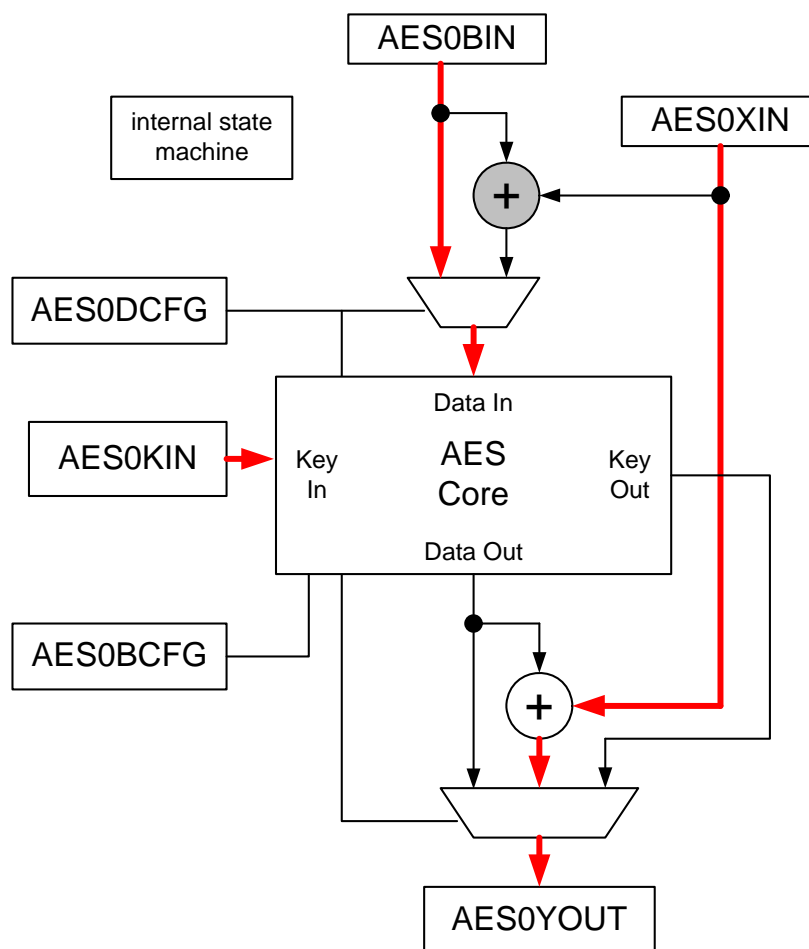 AES0BIN
internal state
machine
AES0XIN
+
AES0DCFG
Data In
AES0KIN
Key
In
AES
Core
Key
Out
Data Out
AES0BCFG
+
AES0YOUT